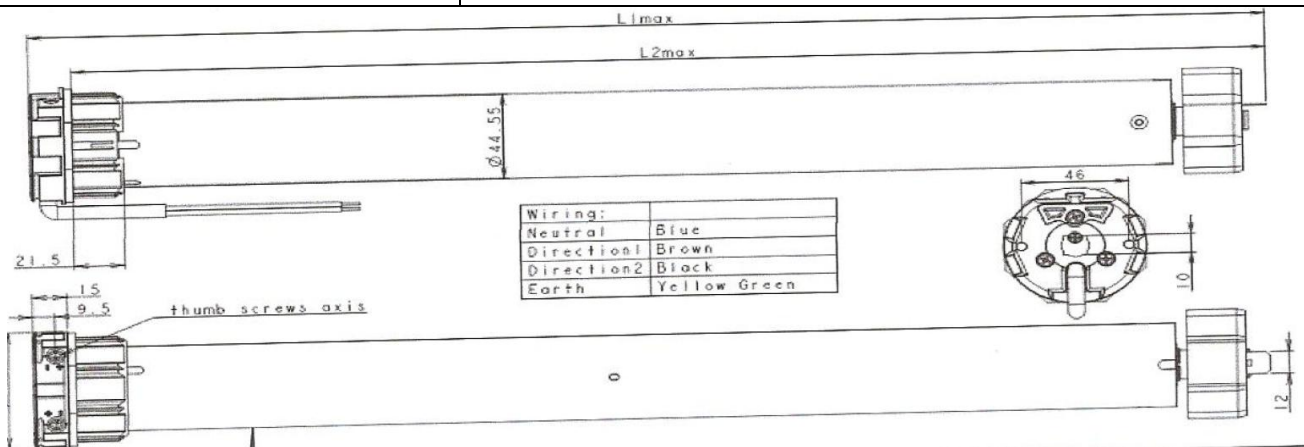 L1max
L2max
Ø44.55
46
Wiring:
Neutral Blue
Direction1 Brown
Direction2 Black
Earth Yellow Green
10
21.5
15
9.5
thumb screws axis
12